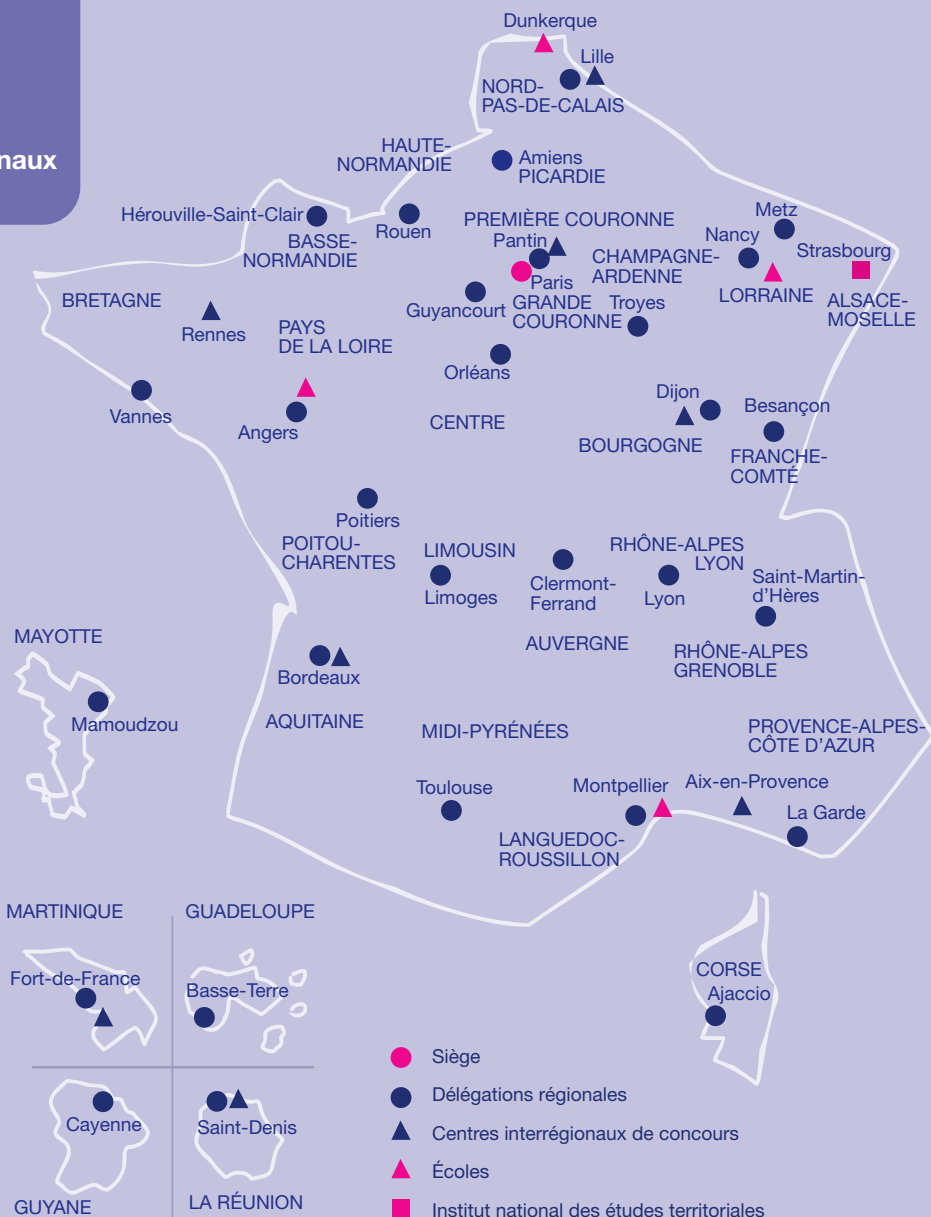 naux
Dunkerque
Lille
NORD-
PAS-DE-CALAIS
HAUTE-
NORMANDIE
Amiens
PICARDIE
Hérouville-Saint-Clair
BASSE-
NORMANDIE
Rouen
PREMIÈRE COURONNE
Pantin
Paris
GRANDE
COURONNE
Guyancourt
CHAMPAGNE-
ARDENNE
Troyes
Metz
Nancy
LORRAINE
Strasbourg
ALSACE-
MOSELLE
BRETAGNE
Rennes
PAYS
DE LA LOIRE
Orléans
Vannes
Angers
CENTRE
Dijon
BOURGOGNE
Besançon
FRANCHE-
COMTÉ
Poitiers
POITOU-
CHARENTES
LIMOUSIN
Limoges
Clermont-
Ferrand
AUVERGNE
RHÔNE-ALPES
LYON
Lyon
Saint-Martin-
d'Hères
RHÔNE-ALPES
GRENOBLE
MAYOTTE
Mamoudzou
Bordeaux
AQUITAINE
MIDI-PYRÉNÉES
PROVENCE-ALPES-
CÔTE D'AZUR
Toulouse
Montpellier
LANGUEDOC-
ROUSSILLON
Aix-en-Provence
La Garde
MARTINIQUE
Fort-de-France
GUADELOUPE
Basse-Terre
CORSE
Ajaccio
Cayenne
GUYANE
Saint-Denis
LA RÉUNION
Siège
Délégations régionales
Centres interrégionaux de concours
Écoles
Institut national des études territoriales